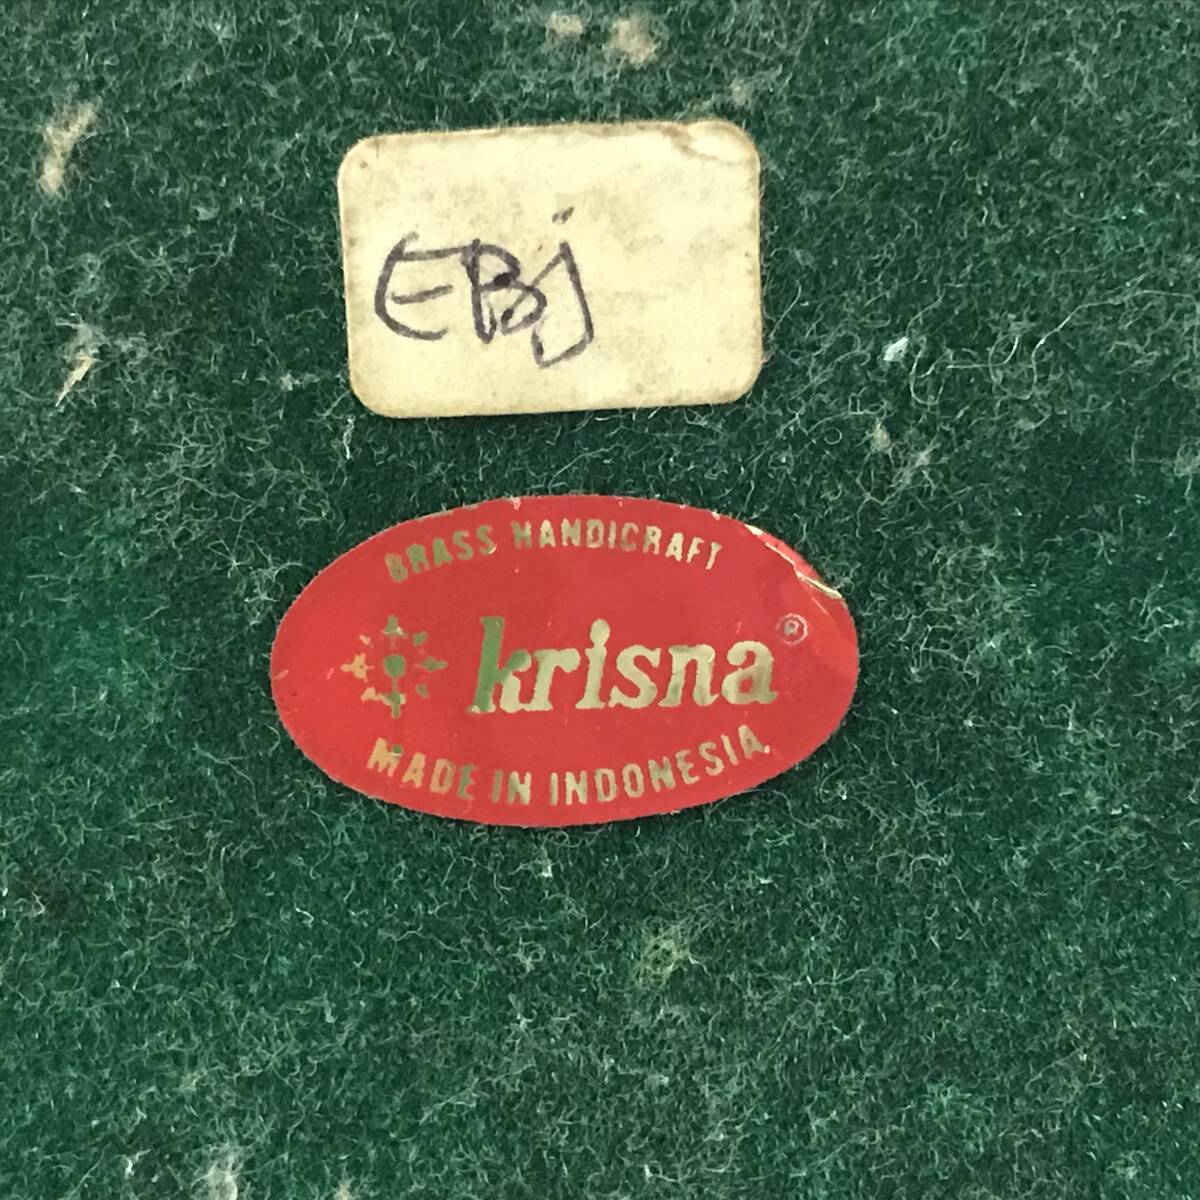 EBJ
BRASS HANDICRAFT
krisna®
MADE IN INDONESIA